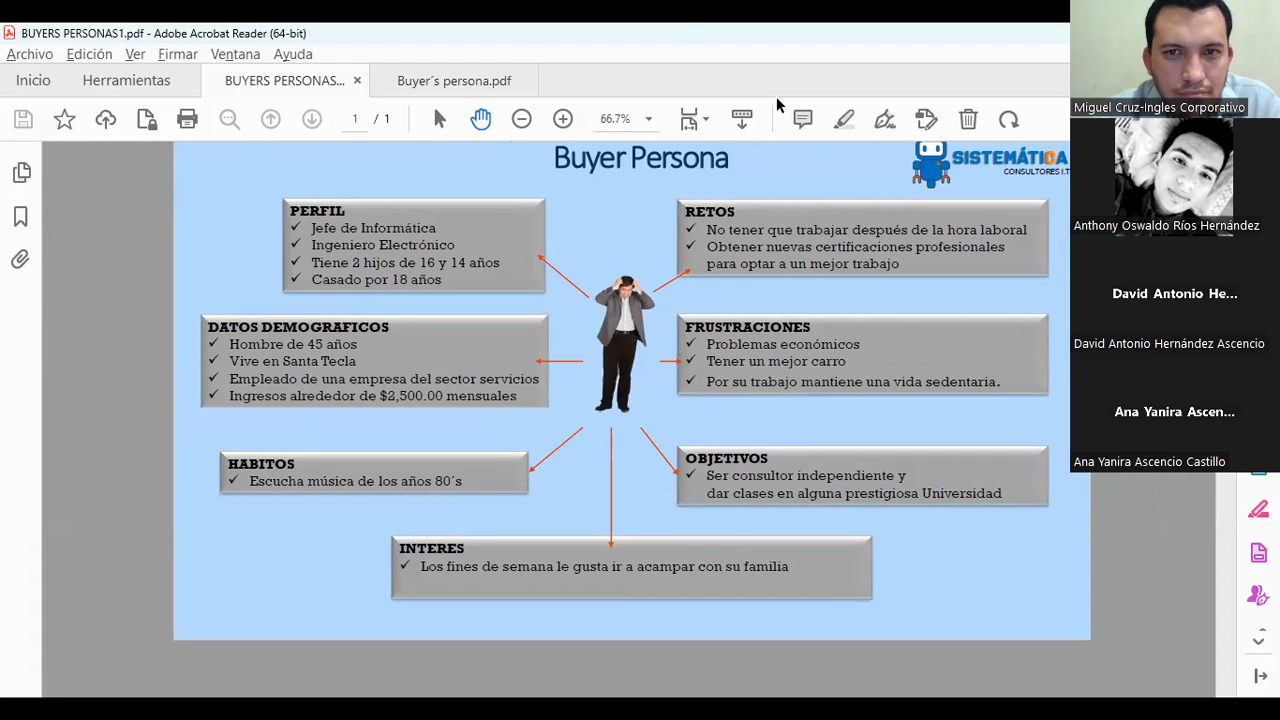 BUYERS PERSONAS1.pdf - Adobe Acrobat Reader (64-bit)
Archivo Edición Ver Firmar Ventana Ayuda
Inicio Herramientas BUYERS PERSONAS... × Buyer´s persona.pdf
1 / 1 66.7%
Buyer Persona
SISTEMÁTICA
CONSULTORES I.T
PERFIL
✓ Jefe de Informática
✓ Ingeniero Electrónico
✓ Tiene 2 hijos de 16 y 14 años
✓ Casado por 18 años
RETOS
✓ No tener que trabajar después de la hora laboral
✓ Obtener nuevas certificaciones profesionales
para optar a un mejor trabajo
DATOS DEMOGRAFICOS
✓ Hombre de 45 años
✓ Vive en Santa Tecla
✓ Empleado de una empresa del sector servicios
✓ Ingresos alrededor de $2,500.00 mensuales
FRUSTRACIONES
✓ Problemas económicos
✓ Tener un mejor carro
✓ Por su trabajo mantiene una vida sedentaria.
HABITOS
✓ Escucha música de los años 80´s
OBJETIVOS
✓ Ser consultor independiente y
dar clases en alguna prestigiosa Universidad
INTERES
✓ Los fines de semana le gusta ir a acampar con su familia
Miguel Cruz-Ingles Corporativo
Anthony Oswaldo Ríos Hernández
David Antonio He...
David Antonio Hernández Ascencio
Ana Yanira Ascen...
Ana Yanira Ascencio Castillo